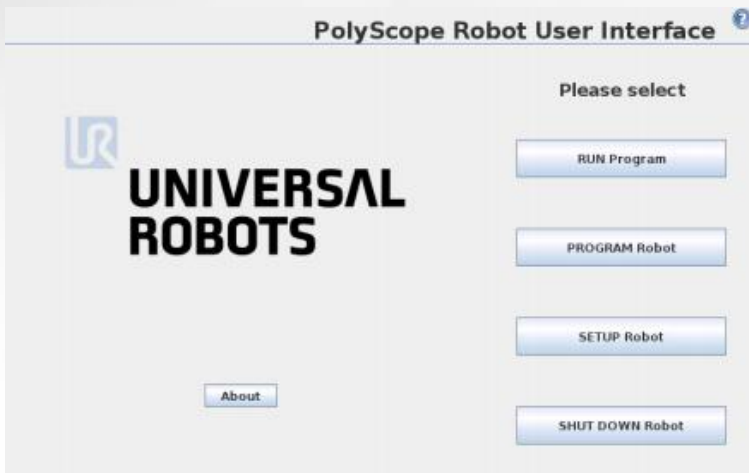 PolyScope Robot User Interface ?
Please select
UR
UNIVERSAL
ROBOTS
RUN Program
PROGRAM Robot
SETUP Robot
About
SHUT DOWN Robot